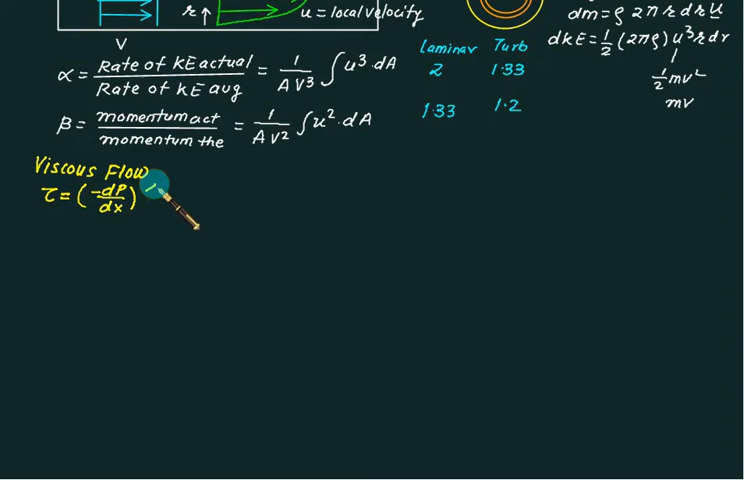 r↑ u = local velocity
V
dm = ρ 2πr dr u
dkE = 1/2 (2πρ) u³r dr
1/2 mv²
mv
Laminar Turb
α = Rate of kE actual / Rate of kE avg = 1/AV³ ∫ u³·dA 2 1·33
β = momentum act / momentum the = 1/AV² ∫ u²·dA 1·33 1·2
Viscous Flow
τ = (-dP/dx)